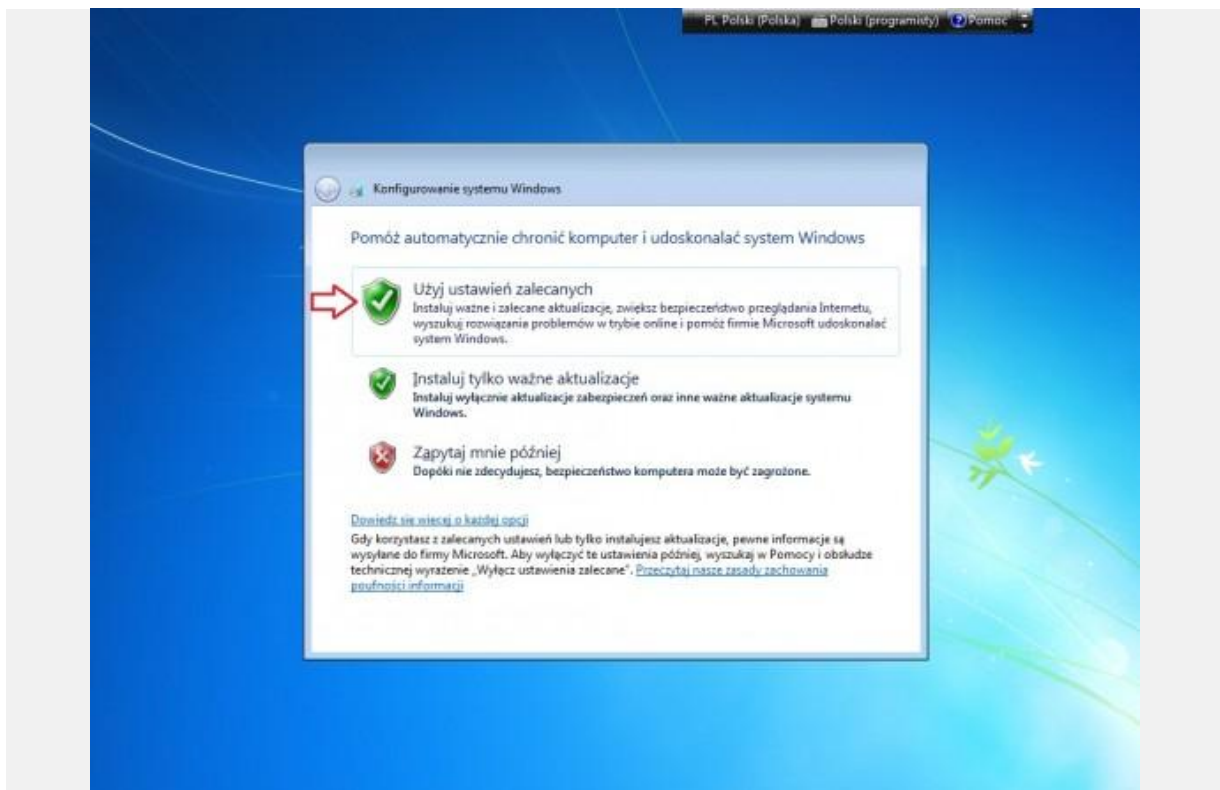 PL Polski (Polska) Polski (programisty) Pomoc
Konfigurowanie systemu Windows
Pomóż automatycznie chronić komputer i udoskonalać system Windows
Użyj ustawień zalecanych
Instaluj ważne i zalecane aktualizacje, zwiększ bezpieczeństwo przeglądania Internetu,
wyszukuj rozwiązania problemów w trybie online i pomóż firmie Microsoft udoskonalać
system Windows.
Instaluj tylko ważne aktualizacje
Instaluj wyłącznie aktualizacje zabezpieczeń oraz inne ważne aktualizacje systemu
Windows.
Zapytaj mnie później
Dopóki nie zdecydujesz, bezpieczeństwo komputera może być zagrożone.
Dowiedz się więcej o każdej opcji
Gdy korzystasz z zalecanych ustawień lub tylko instalujesz aktualizacje, pewne informacje są
wysyłane do firmy Microsoft. Aby wyłączyć te ustawienia później, wyszukaj w Pomocy i obsłudze
technicznej wyrażenie „Wyłącz ustawienia zalecane". Przeczytaj nasze zasady zachowania
poufności informacji